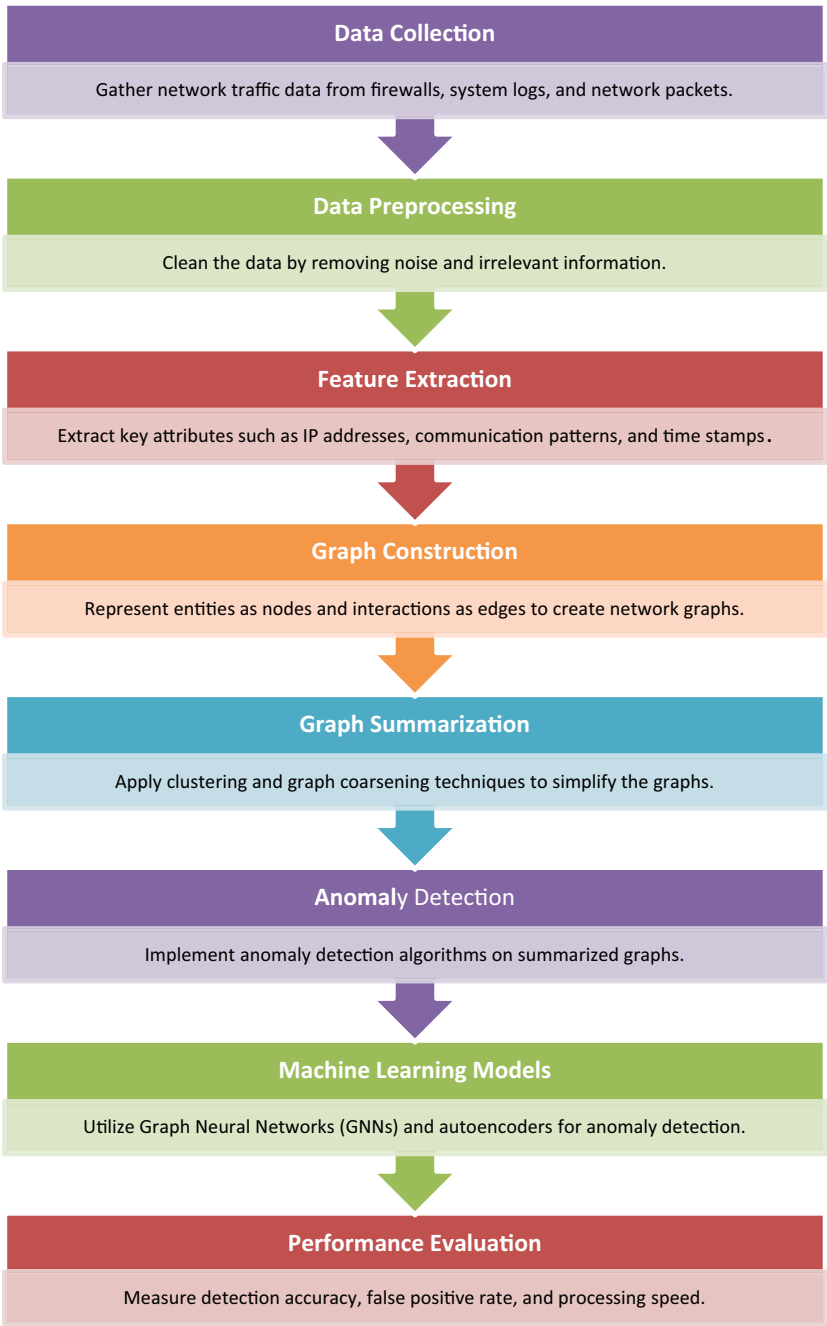 Data Collection
Gather network traffic data from firewalls, system logs, and network packets.
Data Preprocessing
Clean the data by removing noise and irrelevant information.
Feature Extraction
Extract key attributes such as IP addresses, communication patterns, and time stamps.
Graph Construction
Represent entities as nodes and interactions as edges to create network graphs.
Graph Summarization
Apply clustering and graph coarsening techniques to simplify the graphs.
Anomaly Detection
Implement anomaly detection algorithms on summarized graphs.
Machine Learning Models
Utilize Graph Neural Networks (GNNs) and autoencoders for anomaly detection.
Performance Evaluation
Measure detection accuracy, false positive rate, and processing speed.